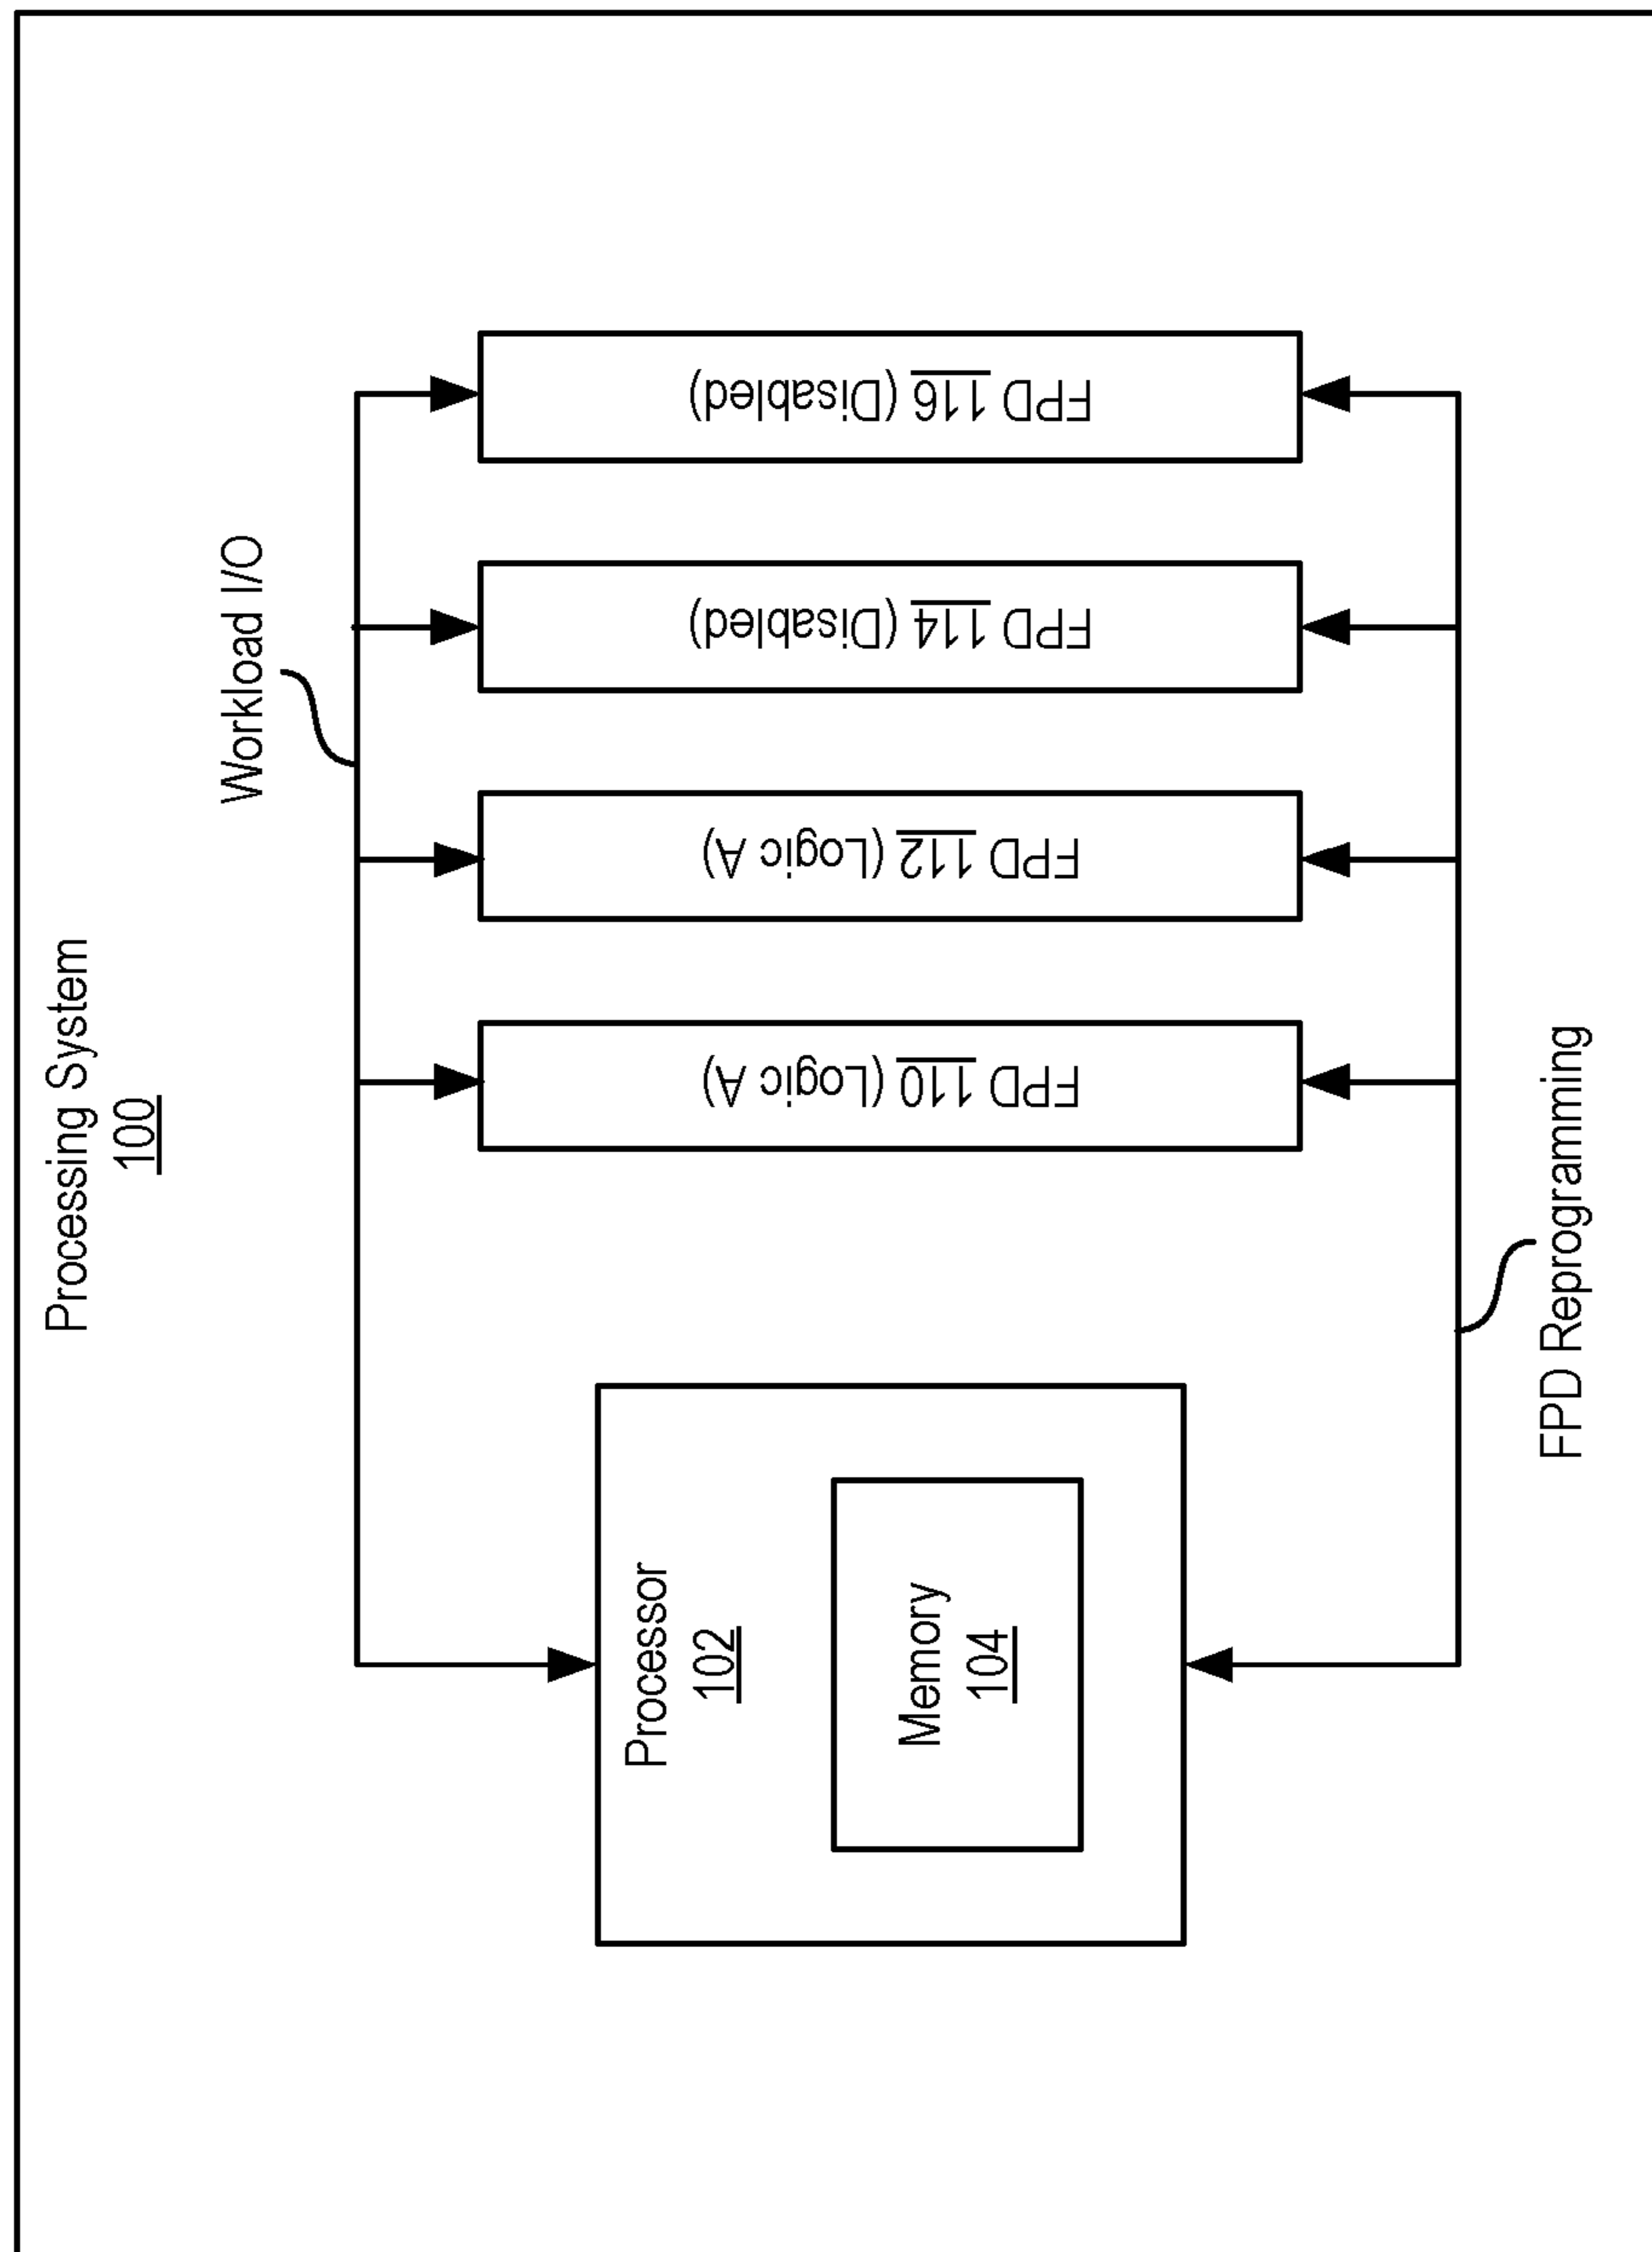 Processing System
100
Workload I/O
Processor
102
Memory
104
FPD 110 (Logic A)
FPD 112 (Logic A)
FPD 114 (Disabled)
FPD 116 (Disabled)
FPD Reprogramming